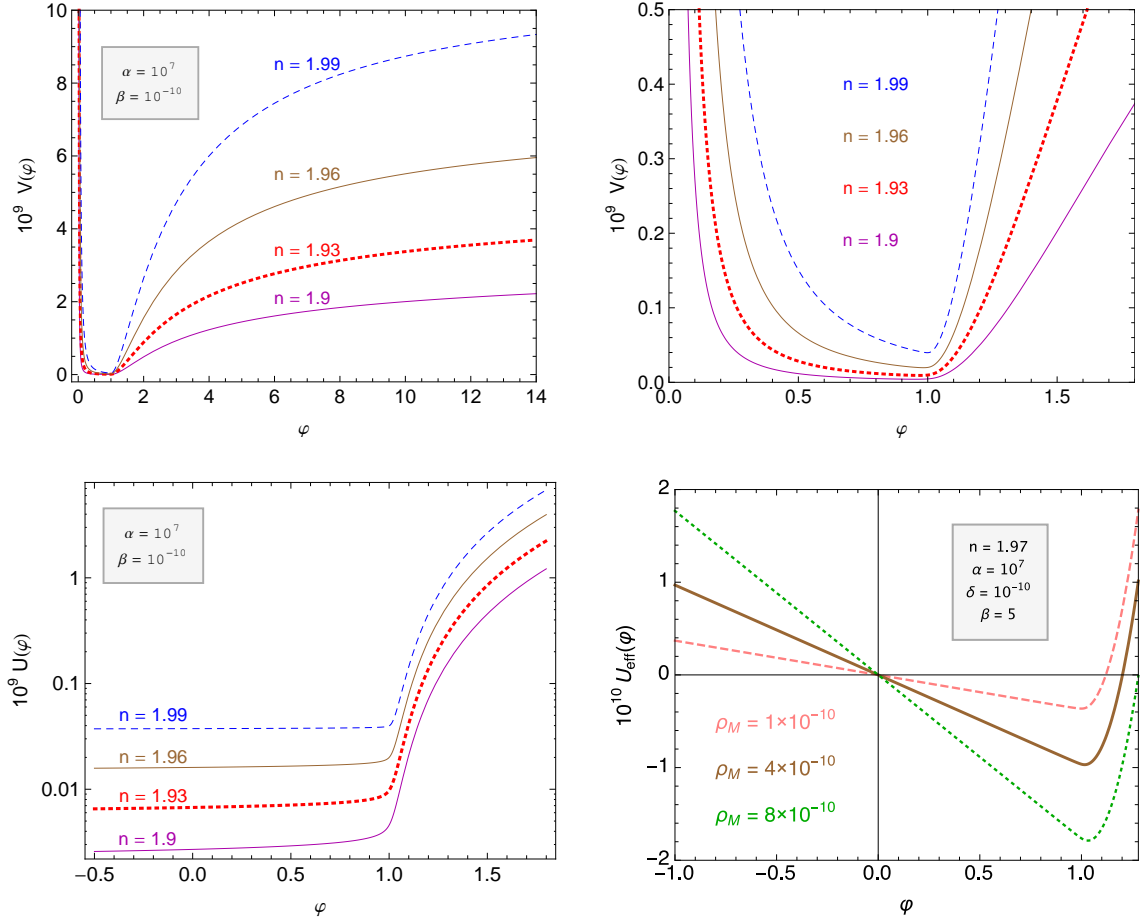 10
8
6
4
2
0
10⁹ V(φ)
α = 10⁷
β = 10⁻¹⁰
n = 1.99
n = 1.96
n = 1.93
n = 1.9
0 2 4 6 8 10 12 14
φ
0.5
0.4
0.3
0.2
0.1
0.0
10⁹ V(φ)
n = 1.99
n = 1.96
n = 1.93
n = 1.9
0.0 0.5 1.0 1.5
φ
1
0.1
0.01
10⁹ U(φ)
α = 10⁷
β = 10⁻¹⁰
n = 1.99
n = 1.96
n = 1.93
n = 1.9
−0.5 0.0 0.5 1.0 1.5
φ
2
1
0
-1
-2
10¹⁰ U_eff(φ)
n = 1.97
α = 10⁷
δ = 10⁻¹⁰
β = 5
ρ_M = 1×10⁻¹⁰
ρ_M = 4×10⁻¹⁰
ρ_M = 8×10⁻¹⁰
-1.0 -0.5 0.0 0.5 1.0
φ